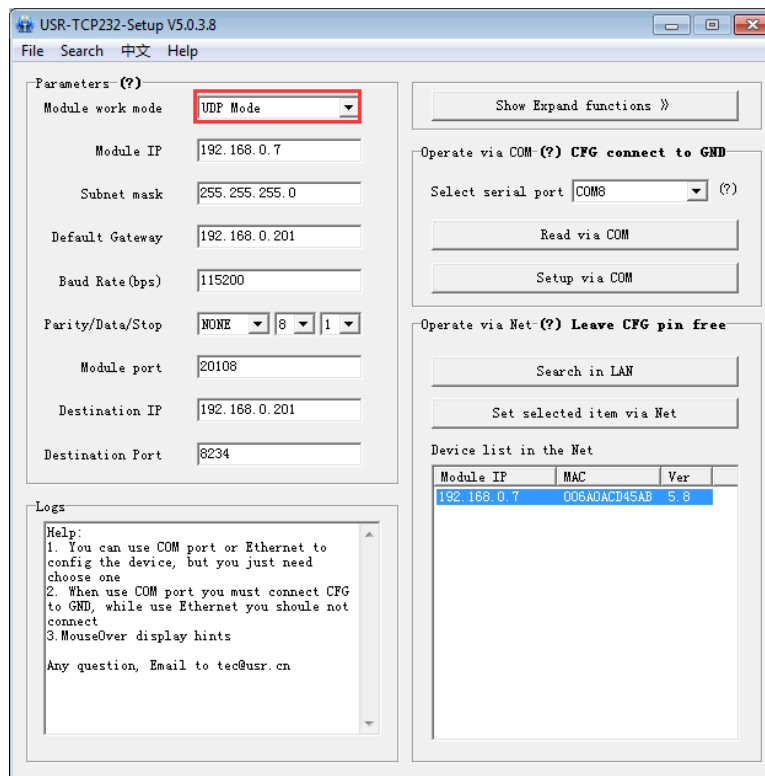 USR-TCP232-Setup V5.0.3.8
File Search 中文 Help
Parameters (?)
Module work mode UDP Mode
Module IP 192.168.0.7
Subnet mask 255.255.255.0
Default Gateway 192.168.0.201
Baud Rate(bps) 115200
Parity/Data/Stop NONE 8 1
Module port 20108
Destination IP 192.168.0.201
Destination Port 8234
Logs
Help:
1. You can use COM port or Ethernet to
config the device, but you just need
choose one
2. When use COM port you must connect CFG
to GND, while use Ethernet you shoule not
connect
3.MouseOver display hints
Any question, Email to tec@usr.cn
Show Expand functions 》
Operate via COM-(?) CFG connect to GND
Select serial port COM8 (?)
Read via COM
Setup via COM
Operate via Net-(?) Leave CFG pin free
Search in LAN
Set selected item via Net
Device list in the Net
Module IP MAC Ver
192.168.0.7 006A0ACD45AB 5.8